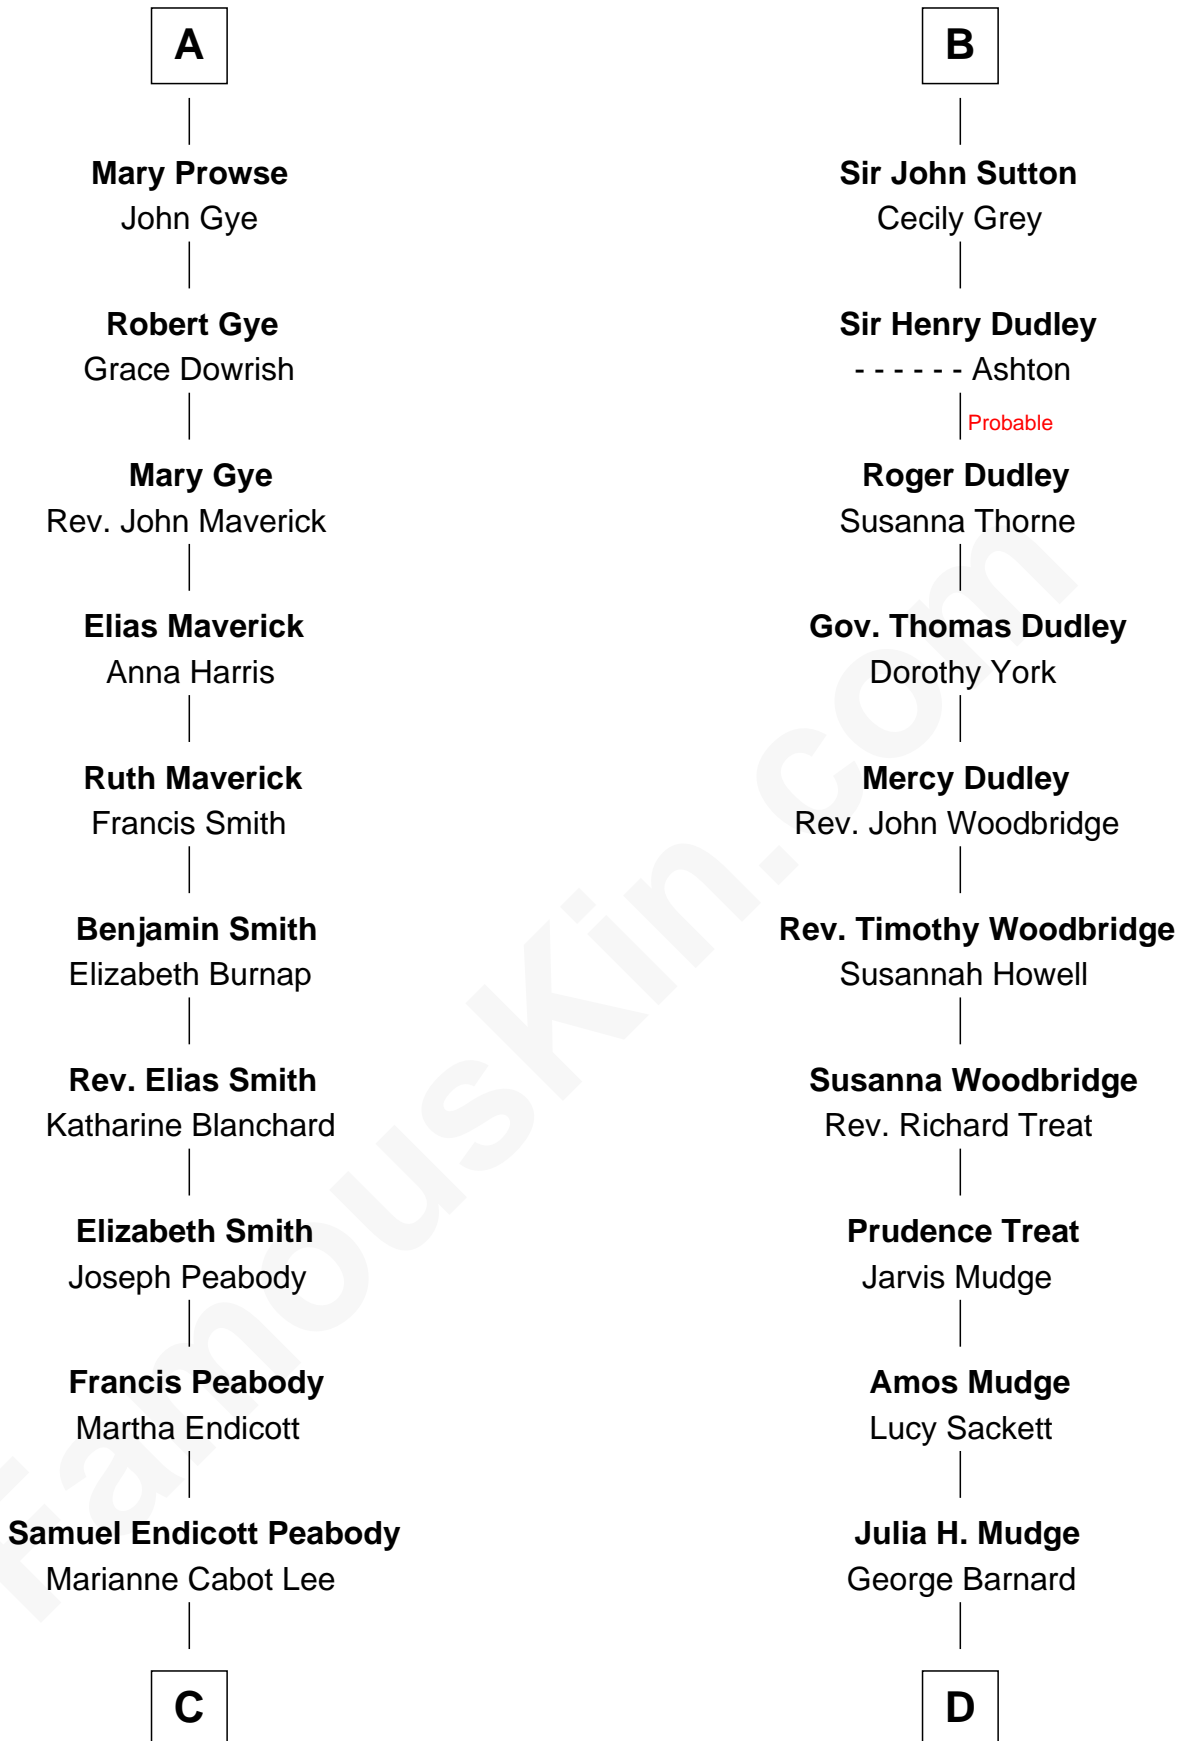 A
Mary Prowse
John Gye
Robert Gye
Grace Dowrish
Mary Gye
Rev. John Maverick
Elias Maverick
Anna Harris
Ruth Maverick
Francis Smith
Benjamin Smith
Elizabeth Burnap
Rev. Elias Smith
Katharine Blanchard
Elizabeth Smith
Joseph Peabody
Francis Peabody
Martha Endicott
Samuel Endicott Peabody
Marianne Cabot Lee
C
B
Sir John Sutton
Cecily Grey
Sir Henry Dudley
- - - - - - Ashton
Probable
Roger Dudley
Susanna Thorne
Gov. Thomas Dudley
Dorothy York
Mercy Dudley
Rev. John Woodbridge
Rev. Timothy Woodbridge
Susannah Howell
Susanna Woodbridge
Rev. Richard Treat
Prudence Treat
Jarvis Mudge
Amos Mudge
Lucy Sackett
Julia H. Mudge
George Barnard
D
FamousKin.com